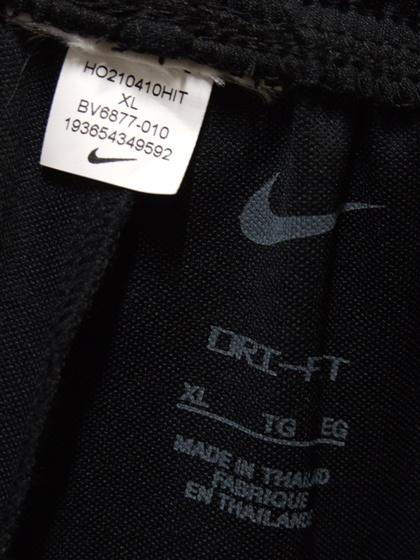 HO210410HIT
XL
BV6877-010
193654349592
DRI-FIT
XL TG EG
MADE IN THAILAND
FABRIQUE
EN THAILANDE